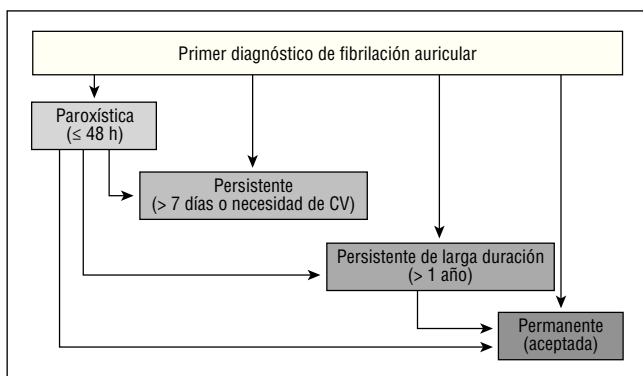 Primer diagnóstico de fibrilación auricular
Paroxística
(≤ 48 h)
Persistente
(> 7 días o necesidad de CV)
Persistente de larga duración
(> 1 año)
Permanente
(aceptada)